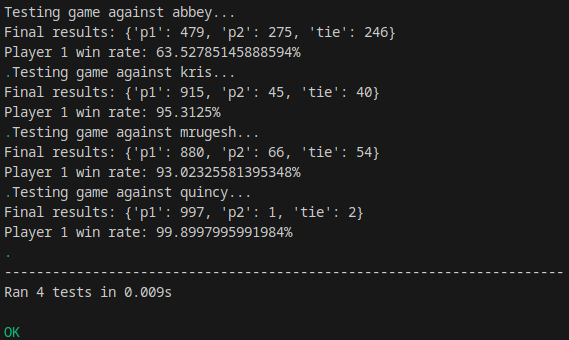 Testing game against abbey...
Final results: {'p1': 479, 'p2': 275, 'tie': 246}
Player 1 win rate: 63.52785145888594%
.Testing game against kris...
Final results: {'p1': 915, 'p2': 45, 'tie': 40}
Player 1 win rate: 95.3125%
.Testing game against mrugesh...
Final results: {'p1': 880, 'p2': 66, 'tie': 54}
Player 1 win rate: 93.02325581395348%
.Testing game against quincy...
Final results: {'p1': 997, 'p2': 1, 'tie': 2}
Player 1 win rate: 99.8997995991984%
.
----------------------------------------------------------------------
Ran 4 tests in 0.009s
OK